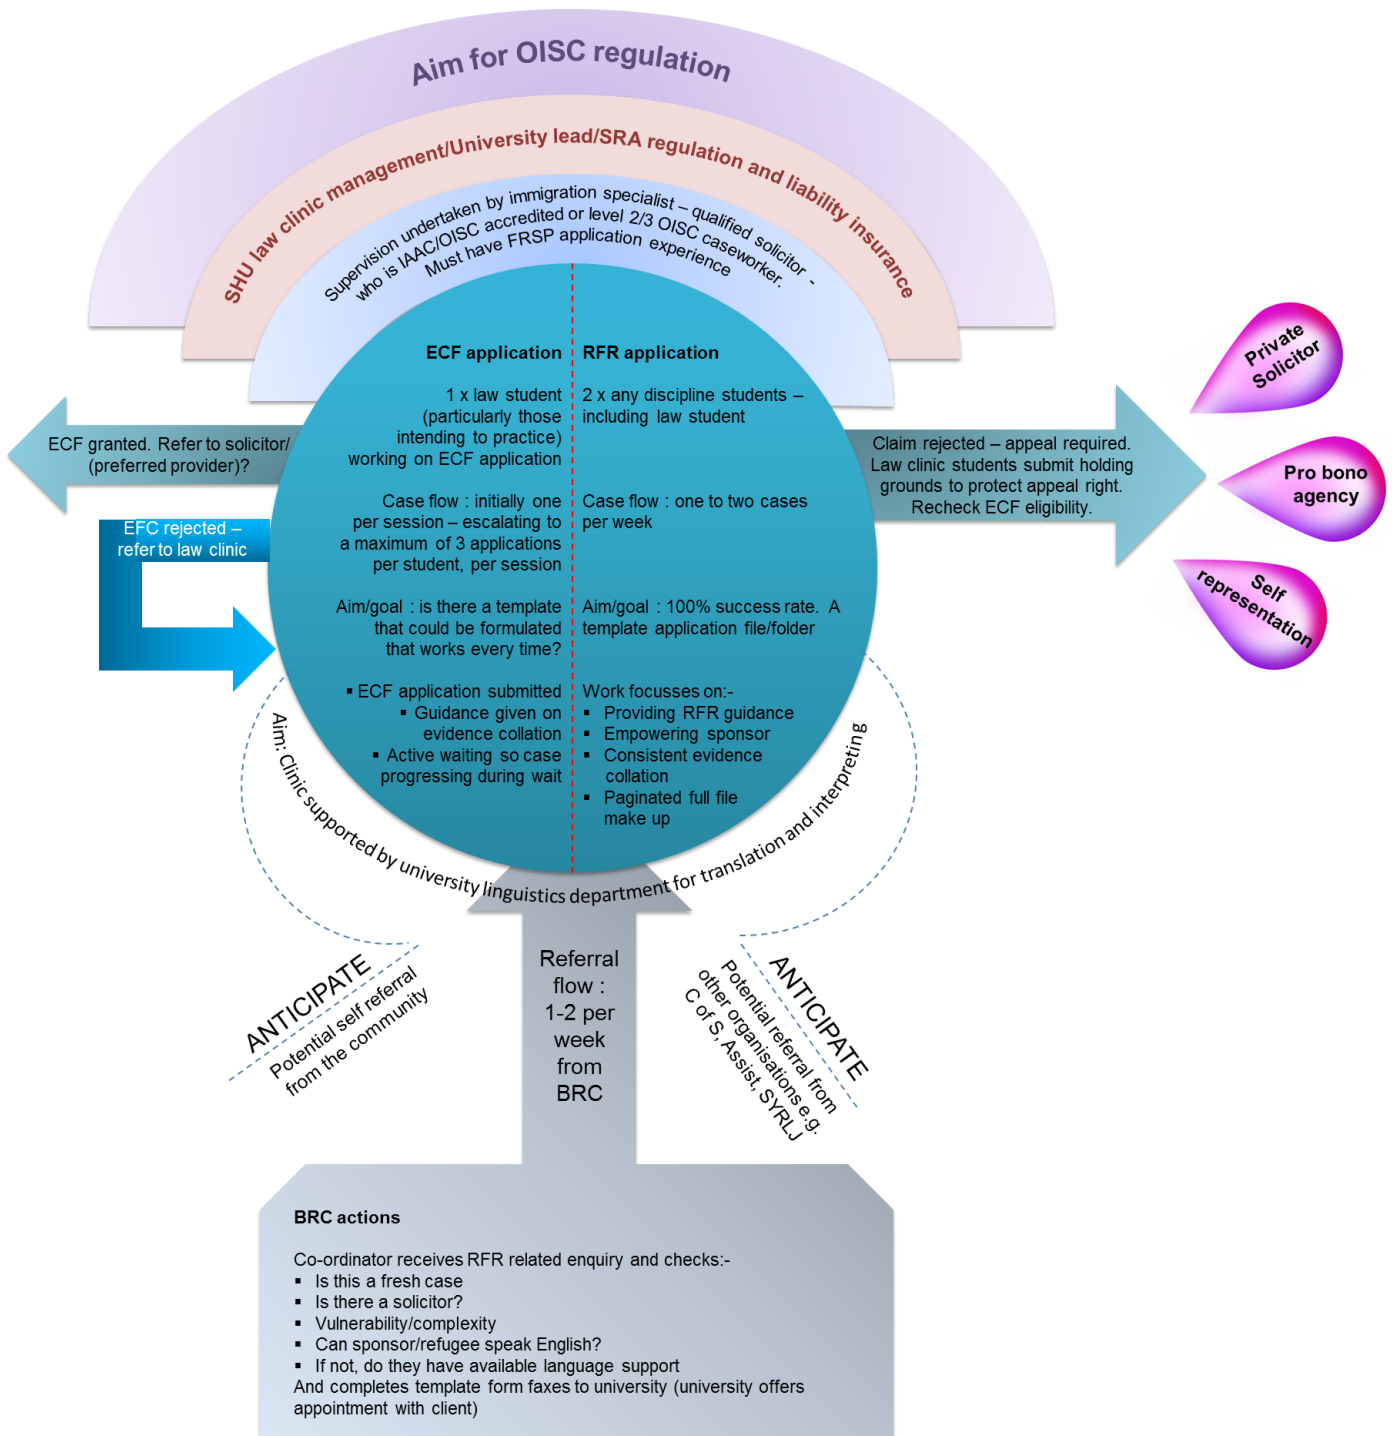 Aim for OISC regulation
SHU law clinic management/University lead/SRA regulation and liability insurance
Supervision undertaken by immigration specialist – qualified solicitor -
who is IAAC/OISC accredited or level 2/3 OISC caseworker.
Must have FRSP application experience
ECF application
1 x law student
(particularly those
intending to practice)
working on ECF application
Case flow : initially one
per session – escalating to
a maximum of 3 applications
per student, per session
Aim/goal : is there a template
that could be formulated
that works every time?
▪ ECF application submitted
▪ Guidance given on
evidence collation
▪ Active waiting so case
progressing during wait
RFR application
2 x any discipline students –
including law student
Case flow : one to two cases
per week
Aim/goal : 100% success rate. A
template application file/folder
Work focusses on:-
▪ Providing RFR guidance
▪ Empowering sponsor
▪ Consistent evidence
collation
▪ Paginated full file
make up
ECF granted. Refer to solicitor/
(preferred provider)?
EFC rejected –
refer to law clinic
Claim rejected – appeal required.
Law clinic students submit holding
grounds to protect appeal right.
Recheck ECF eligibility.
Private
Solicitor
Pro bono
agency
Self
representation
Aim: Clinic supported by university linguistics department for translation and interpreting
ANTICIPATE
Potential self referral
from the community
Referral
flow :
1-2 per
week
from
BRC
ANTICIPATE
Potential referral from
other organisations e.g.
C of S, Assist, SYRLJ
BRC actions
Co-ordinator receives RFR related enquiry and checks:-
▪ Is this a fresh case
▪ Is there a solicitor?
▪ Vulnerability/complexity
▪ Can sponsor/refugee speak English?
▪ If not, do they have available language support
And completes template form faxes to university (university offers
appointment with client)